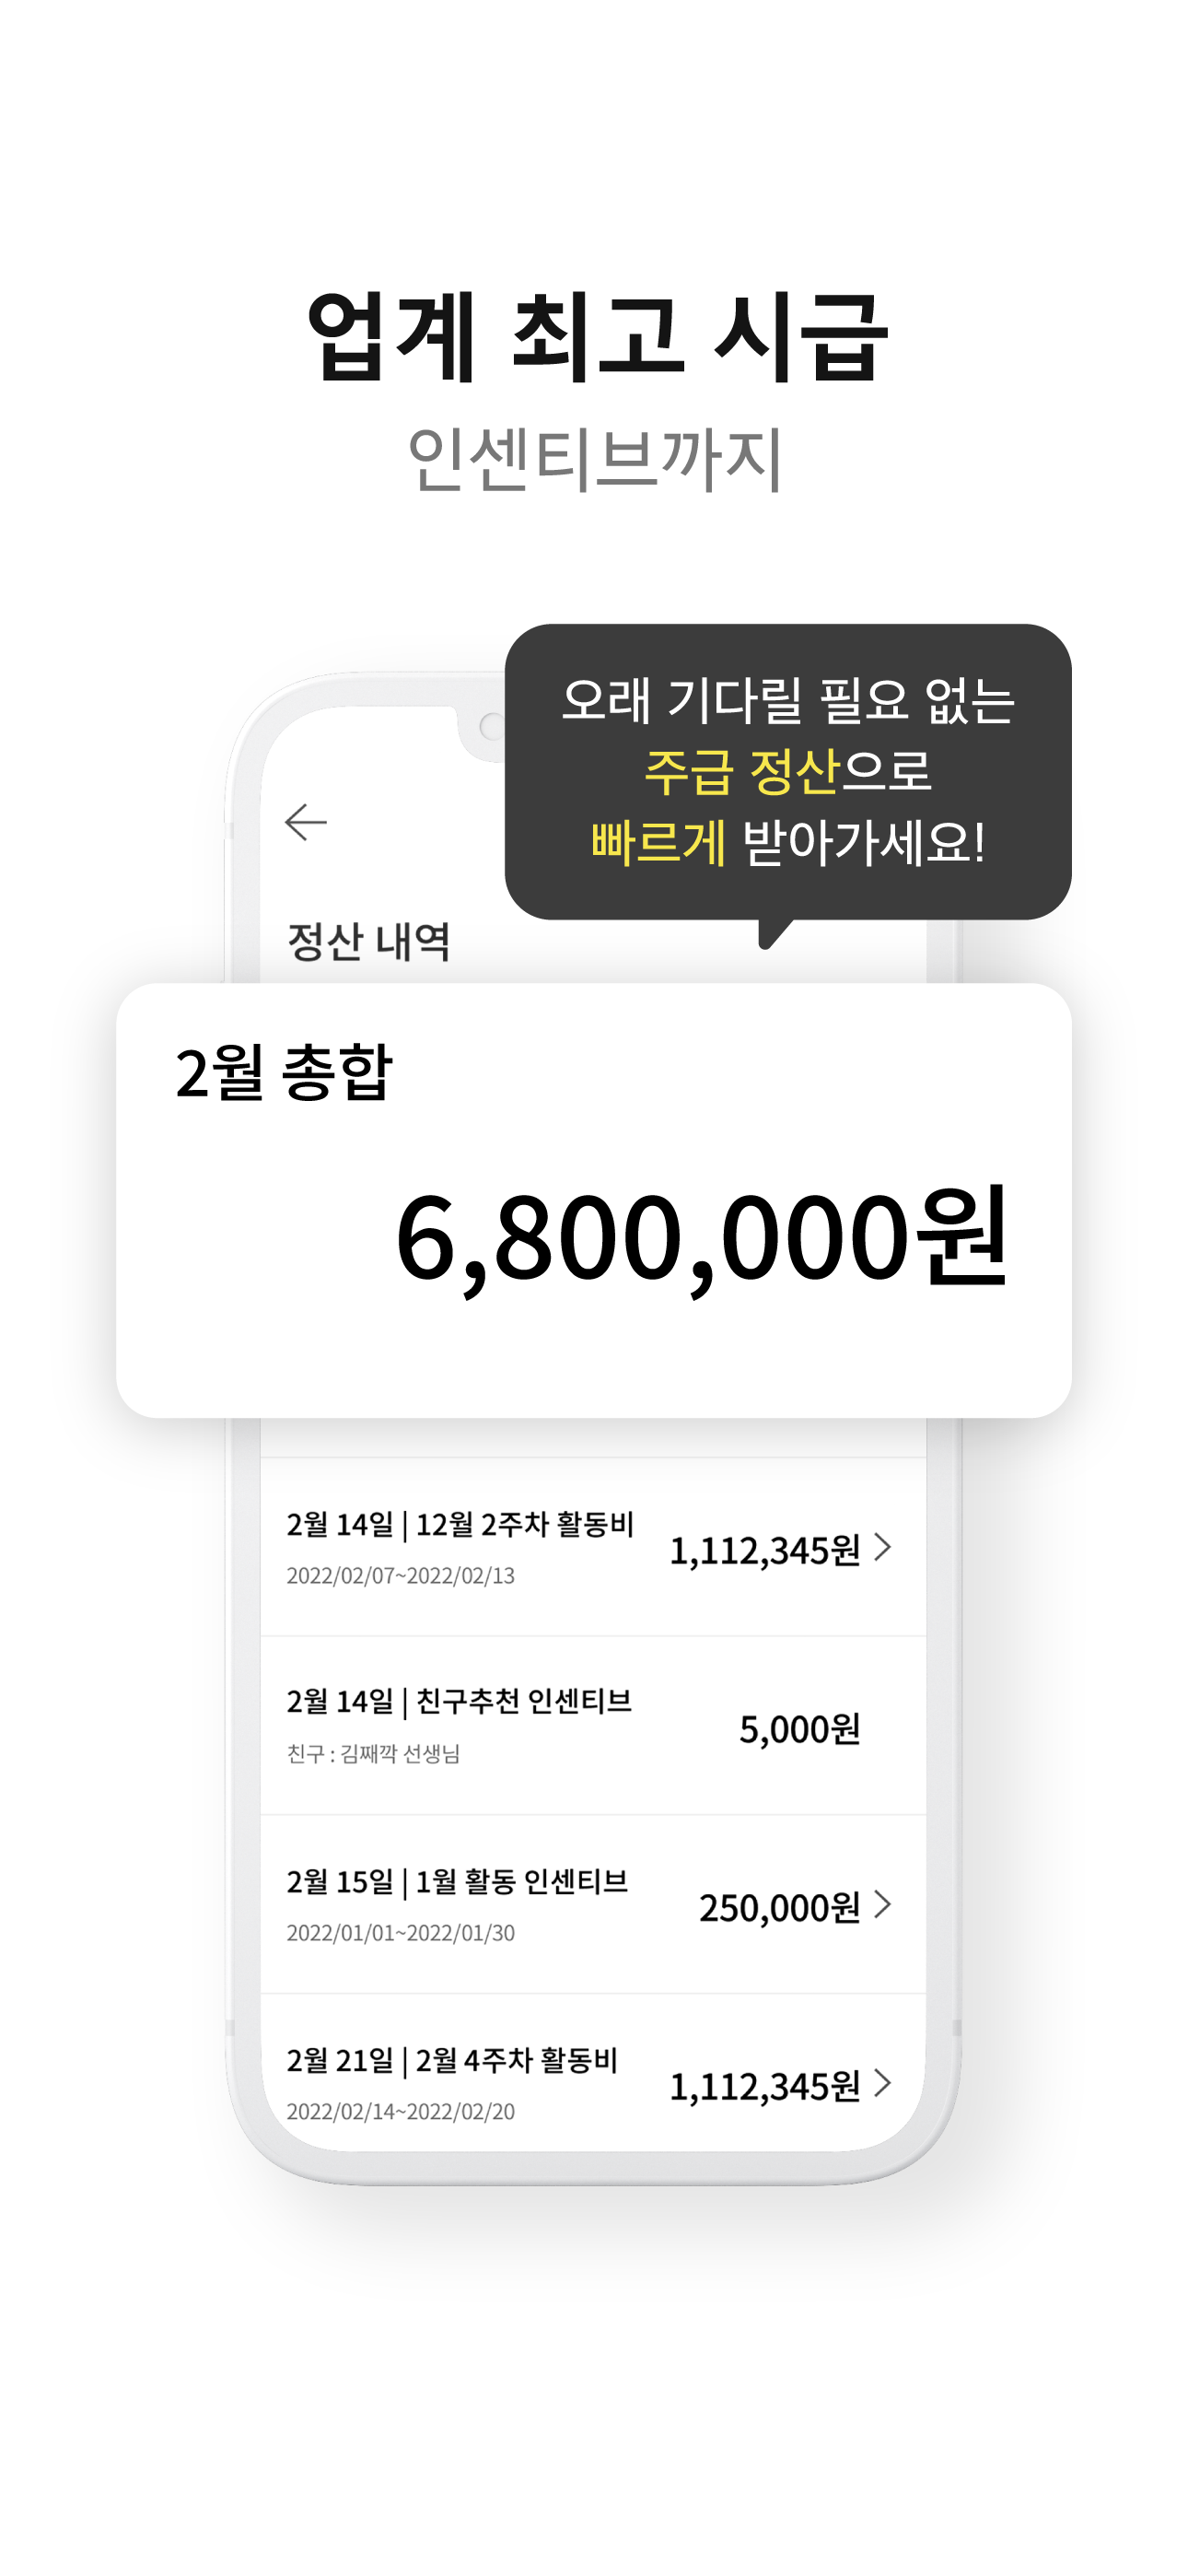 업계 최고 시급
인센티브까지
오래 기다릴 필요 없는
주급 정산으로
빠르게 받아가세요!
정산 내역
2월 총합
6,800,000원
2월 14일 | 12월 2주차 활동비
1,112,345원
2022/02/07~2022/02/13
2월 14일 | 친구추천 인센티브
5,000원
친구 : 김째깍 선생님
2월 15일 | 1월 활동 인센티브
250,000원
2022/01/01~2022/01/30
2월 21일 | 2월 4주차 활동비
1,112,345원
2022/02/14~2022/02/20